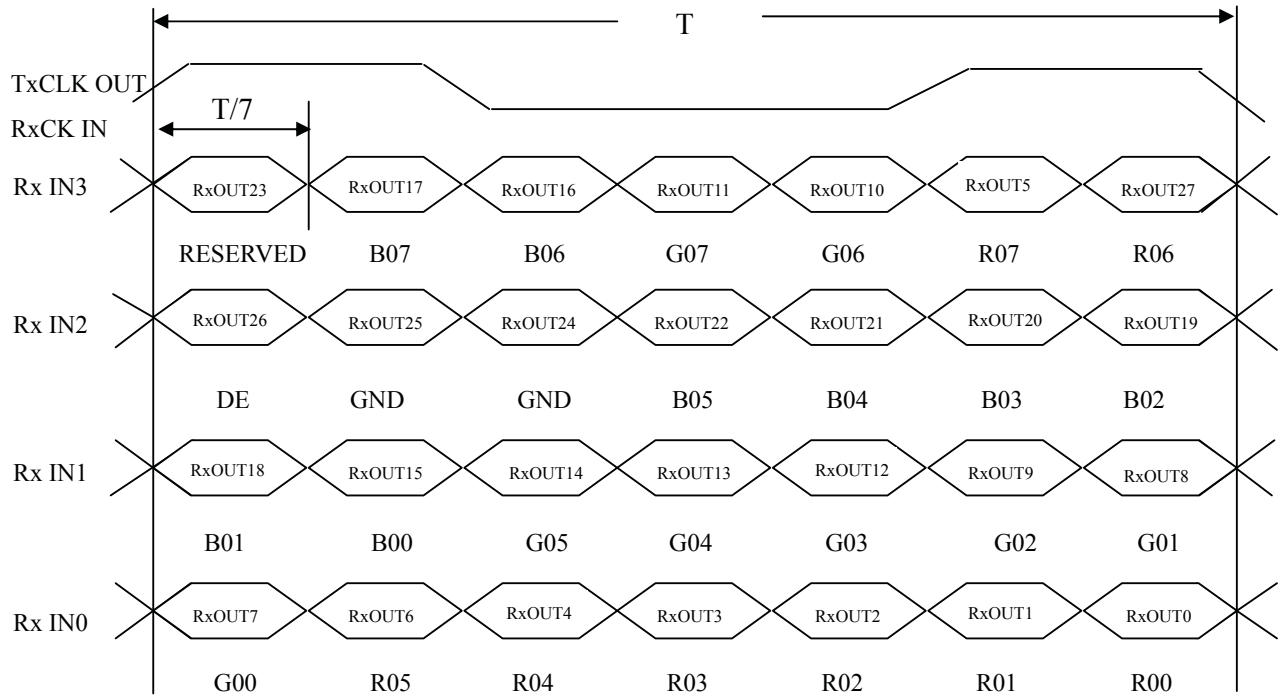 T
TxCLK OUT
T/7
RxCK IN
Rx IN3 RxOUT23 RxOUT17 RxOUT16 RxOUT11 RxOUT10 RxOUT5 RxOUT27
RESERVED B07 B06 G07 G06 R07 R06
Rx IN2 RxOUT26 RxOUT25 RxOUT24 RxOUT22 RxOUT21 RxOUT20 RxOUT19
DE GND GND B05 B04 B03 B02
Rx IN1 RxOUT18 RxOUT15 RxOUT14 RxOUT13 RxOUT12 RxOUT9 RxOUT8
B01 B00 G05 G04 G03 G02 G01
Rx IN0 RxOUT7 RxOUT6 RxOUT4 RxOUT3 RxOUT2 RxOUT1 RxOUT0
G00 R05 R04 R03 R02 R01 R00